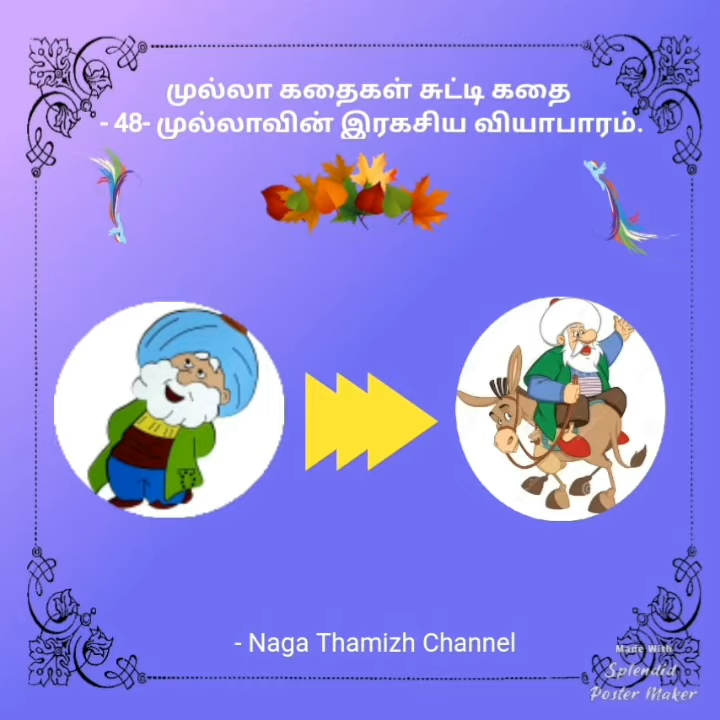 முல்லா கதைகள் சுட்டி கதை
- 48- முல்லாவின் இரகசிய வியாபாரம்.
- Naga Thamizh Channel
Made With
Splendid
Poster Maker